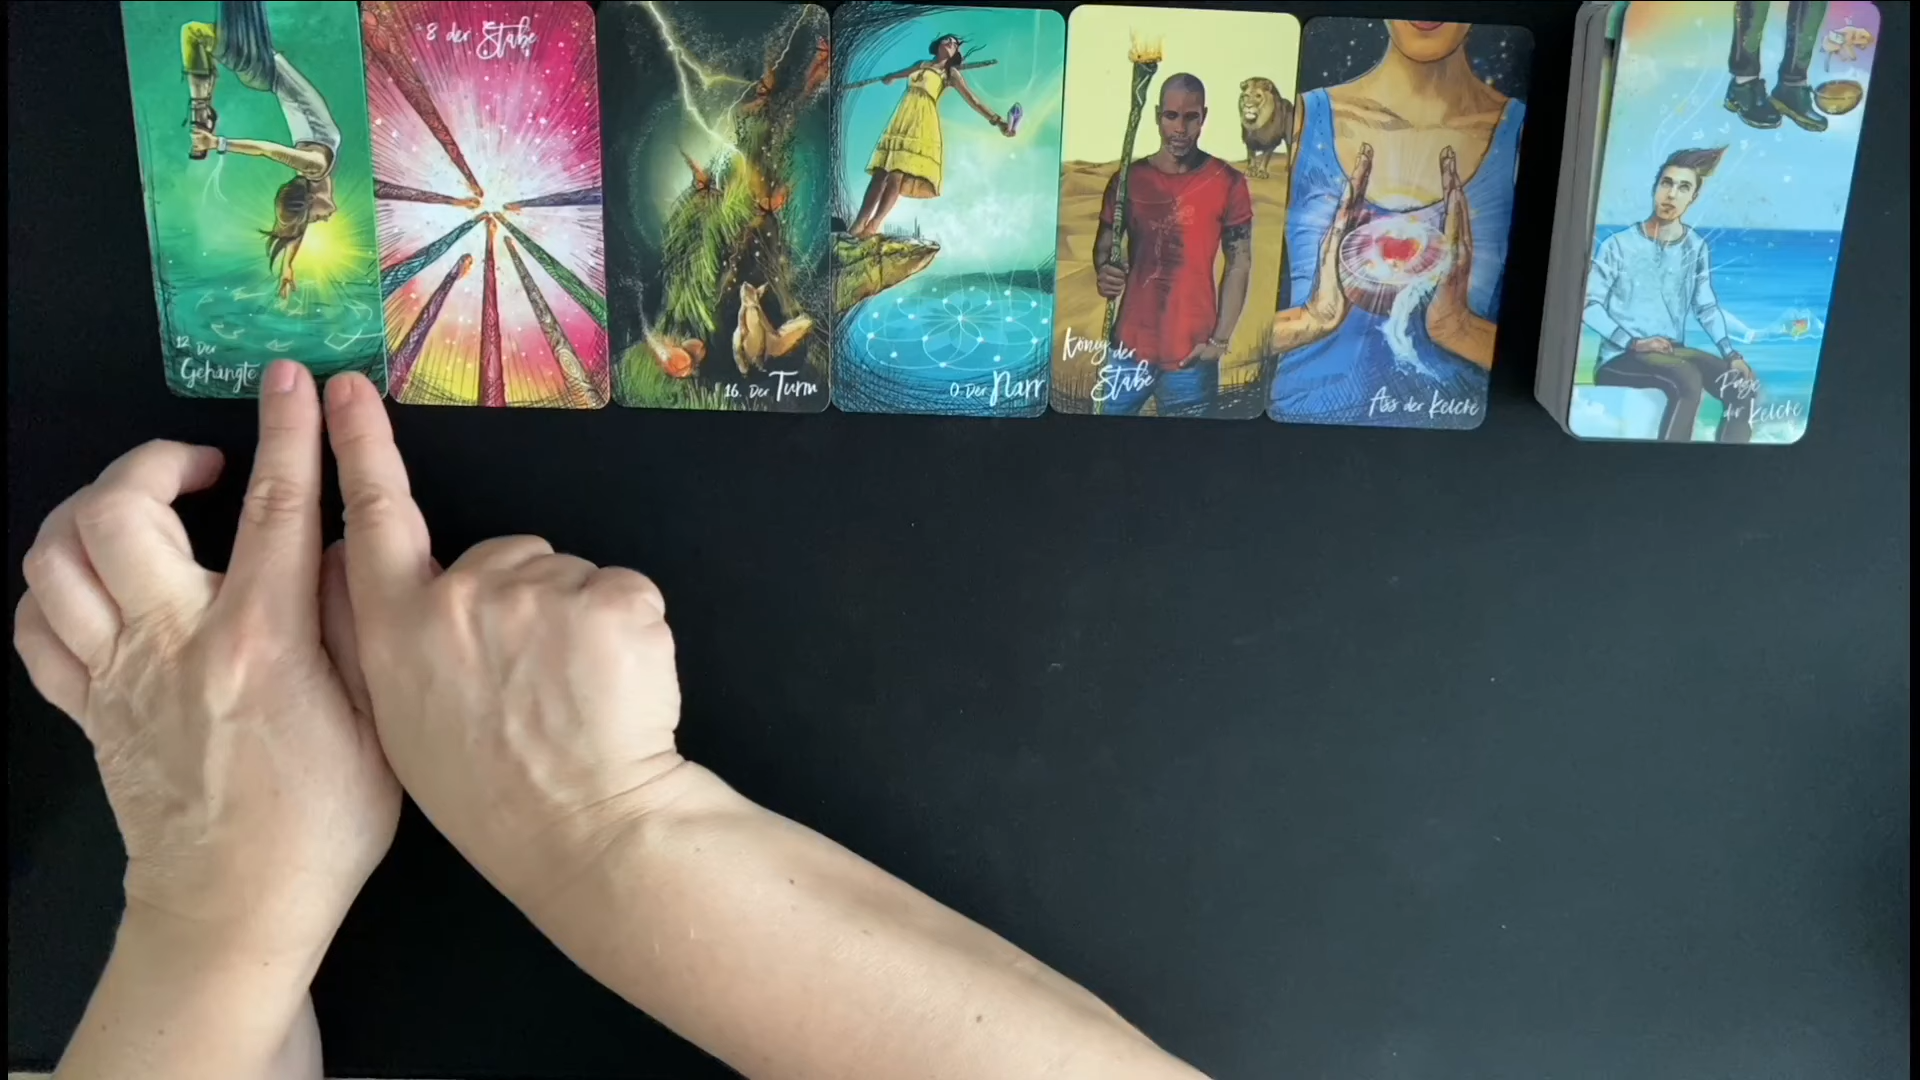 12 Der
Gehängte
8 der Stäbe
16. Der Turm
0. Der Narr
König der
Stäbe
Ass der Kelche
Page
der Kelche